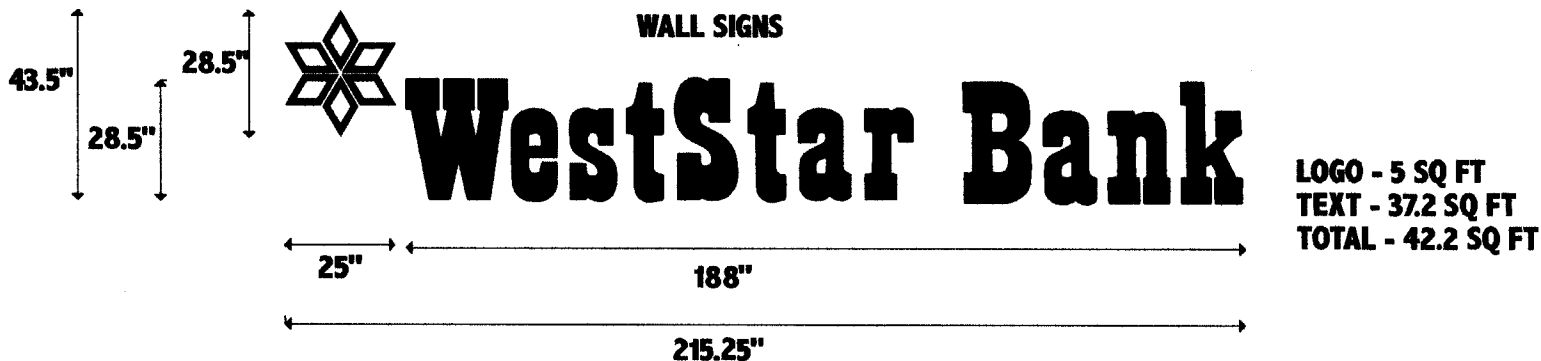 WALL SIGNS
43.5"
28.5"
28.5"
WestStar Bank
LOGO - 5 SQ FT
TEXT - 37.2 SQ FT
TOTAL - 42.2 SQ FT
25"
188"
215.25"